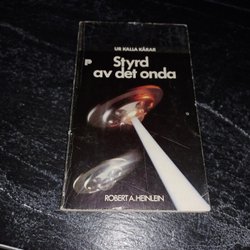 UR KALLA KÅRAR
P
Styrd
av det onda
ROBERT A. HEINLEIN